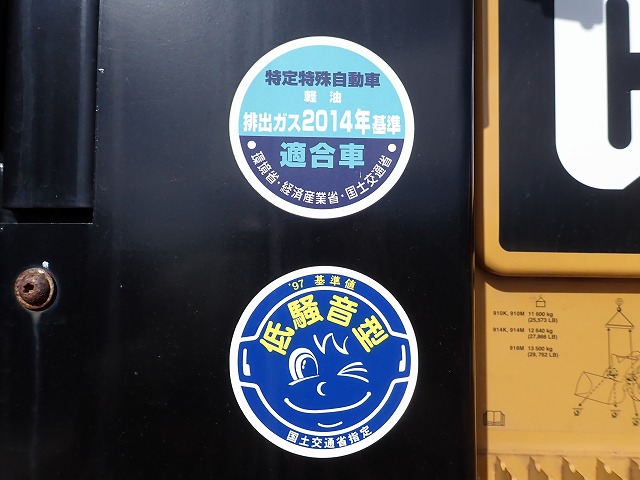 特定特殊自動車
軽油
排出ガス2014年基準
適合車
・環境省・経済産業省・国土交通省・
'97 基準値
低騒音型
国土交通省指定
C
910K, 910M 11 600 kg
(25,573 LB)
914K, 914M 12 640 kg
(27,866 LB)
918M 13 500 kg
(29,762 LB)